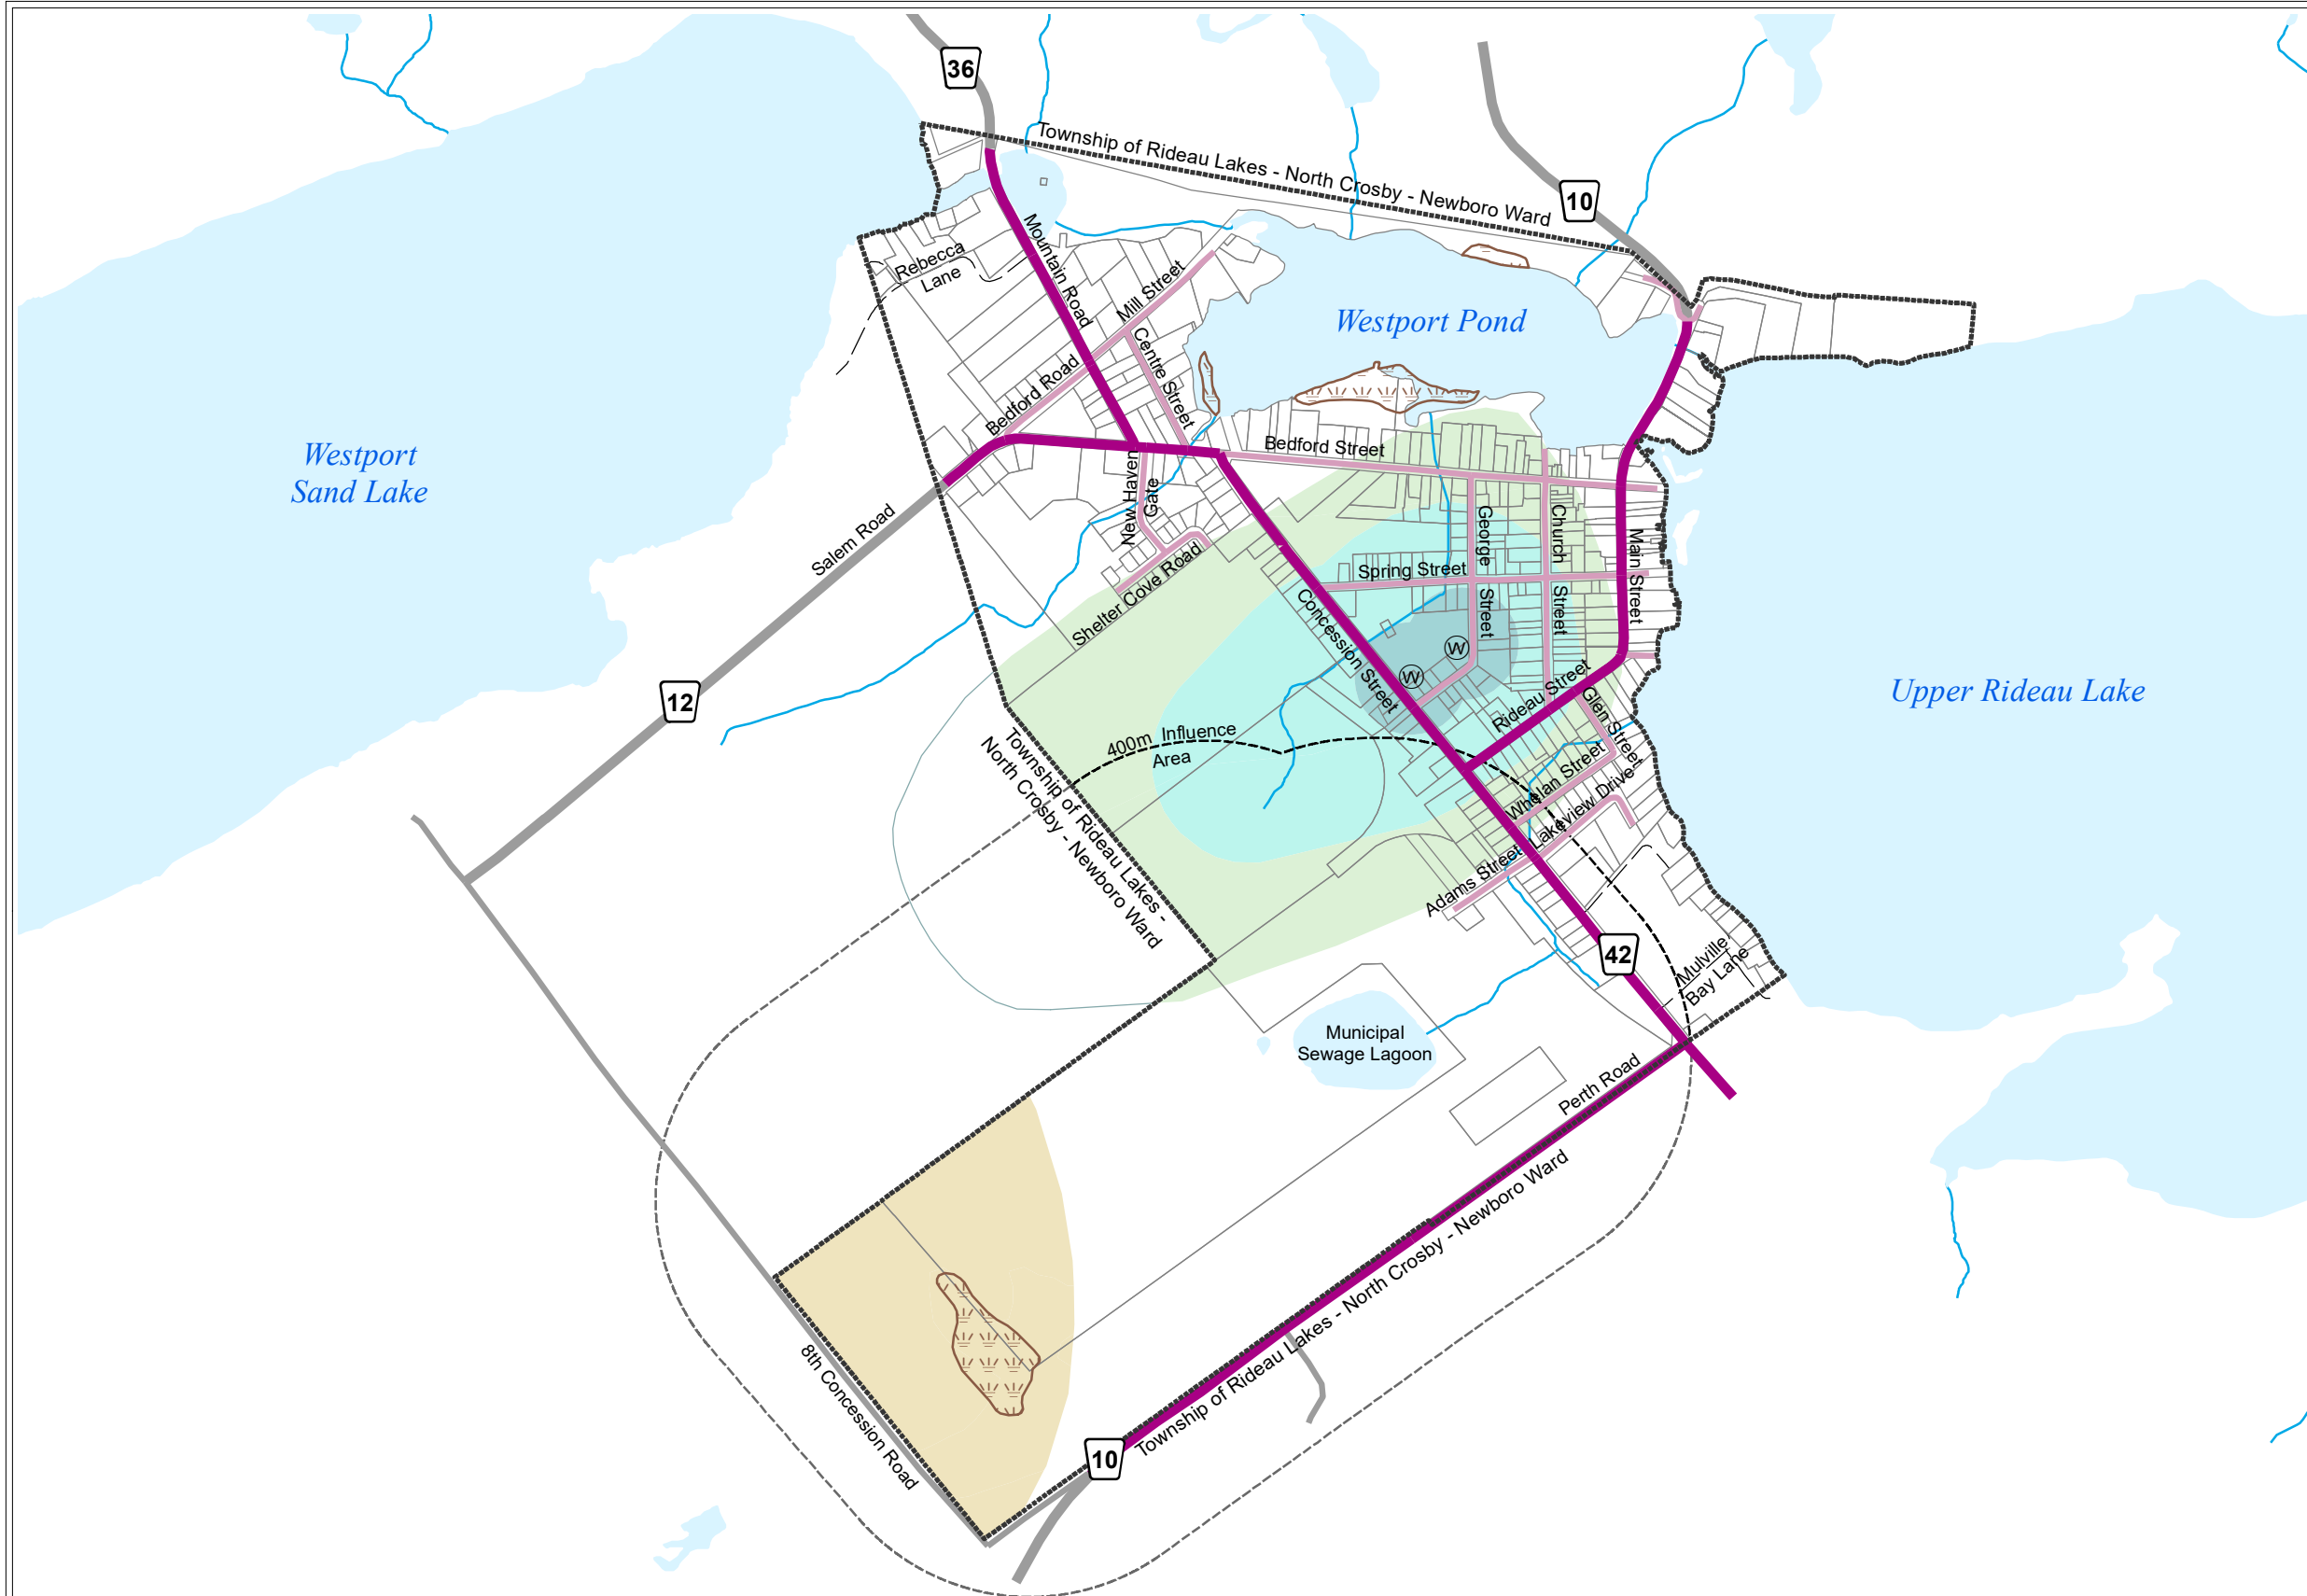 36
Township of Rideau Lakes - North Crosby - Newboro Ward
10
Mountain Road
Rebecca
Lane
Mill Street
Westport Pond
Centre Street
Bedford Road
Bedford Street
Westport
Sand Lake
New Haven
Gate
Salem Road
George
Street
Church
Street
Main Street
Shelter Cove Road
Spring Street
Concession Street
W
W
12
Rideau Street
Glen Street
Upper Rideau Lake
400m Influence
Area
Township of Rideau Lakes -
North Crosby - Newboro Ward
Whelan Street
Lakeview Drive
Adams Street
42
Mulville
Bay Lane
Municipal
Sewage Lagoon
Perth Road
Township of Rideau Lakes - North Crosby - Newboro Ward
8th Concession Road
10